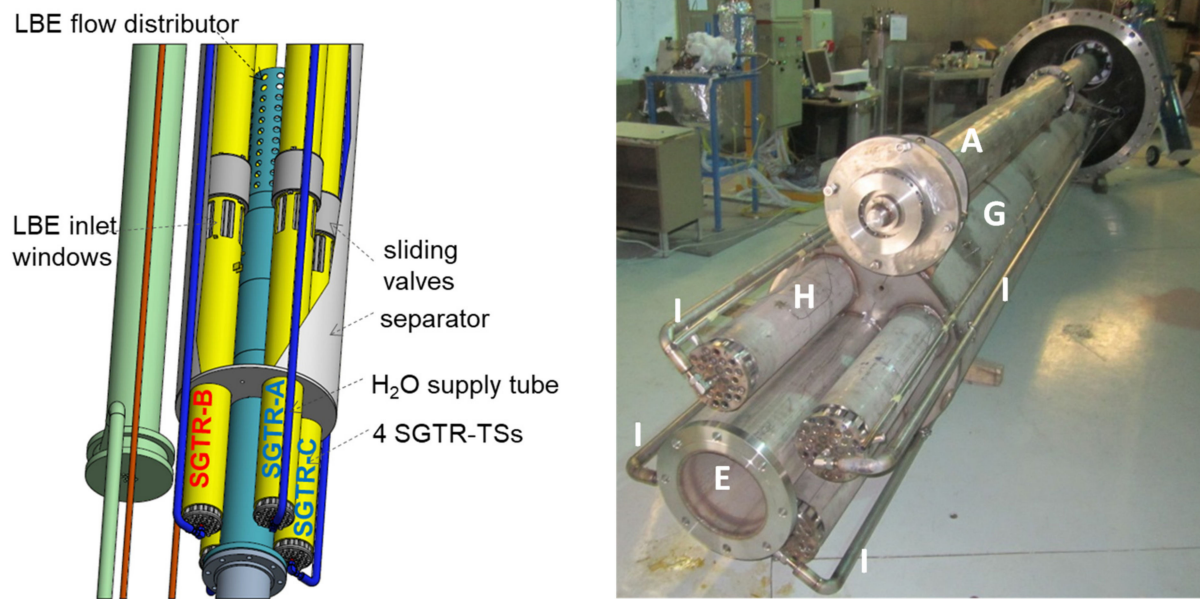 LBE flow distributor
LBE inlet
windows
sliding
valves
separator
H₂O supply tube
4 SGTR-TSs
SGTR-B
SGTR-A
SGTR-C
A
G
H
I
I
I
E
I